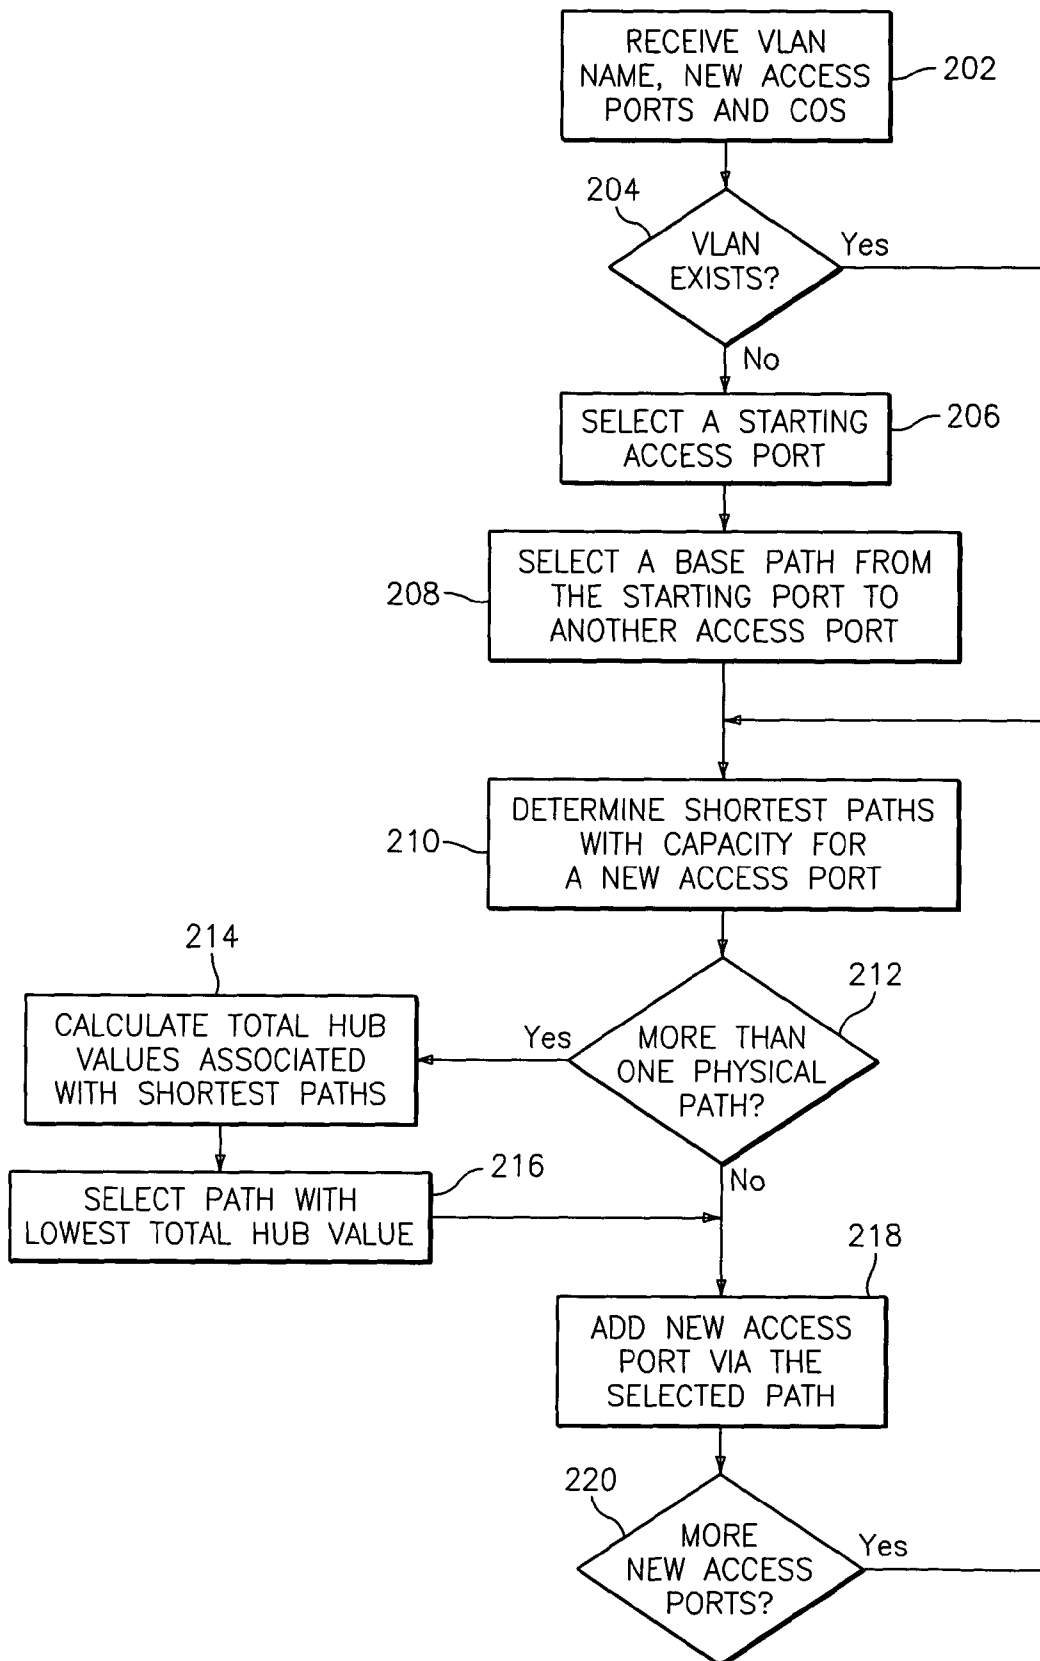 RECEIVE VLAN
NAME, NEW ACCESS
PORTS AND COS
202
204
VLAN
EXISTS?
Yes
No
SELECT A STARTING
ACCESS PORT
206
SELECT A BASE PATH FROM
THE STARTING PORT TO
ANOTHER ACCESS PORT
208
DETERMINE SHORTEST PATHS
WITH CAPACITY FOR
A NEW ACCESS PORT
210
212
MORE THAN
ONE PHYSICAL
PATH?
Yes
No
214
CALCULATE TOTAL HUB
VALUES ASSOCIATED
WITH SHORTEST PATHS
216
SELECT PATH WITH
LOWEST TOTAL HUB VALUE
218
ADD NEW ACCESS
PORT VIA THE
SELECTED PATH
220
MORE
NEW ACCESS
PORTS?
Yes